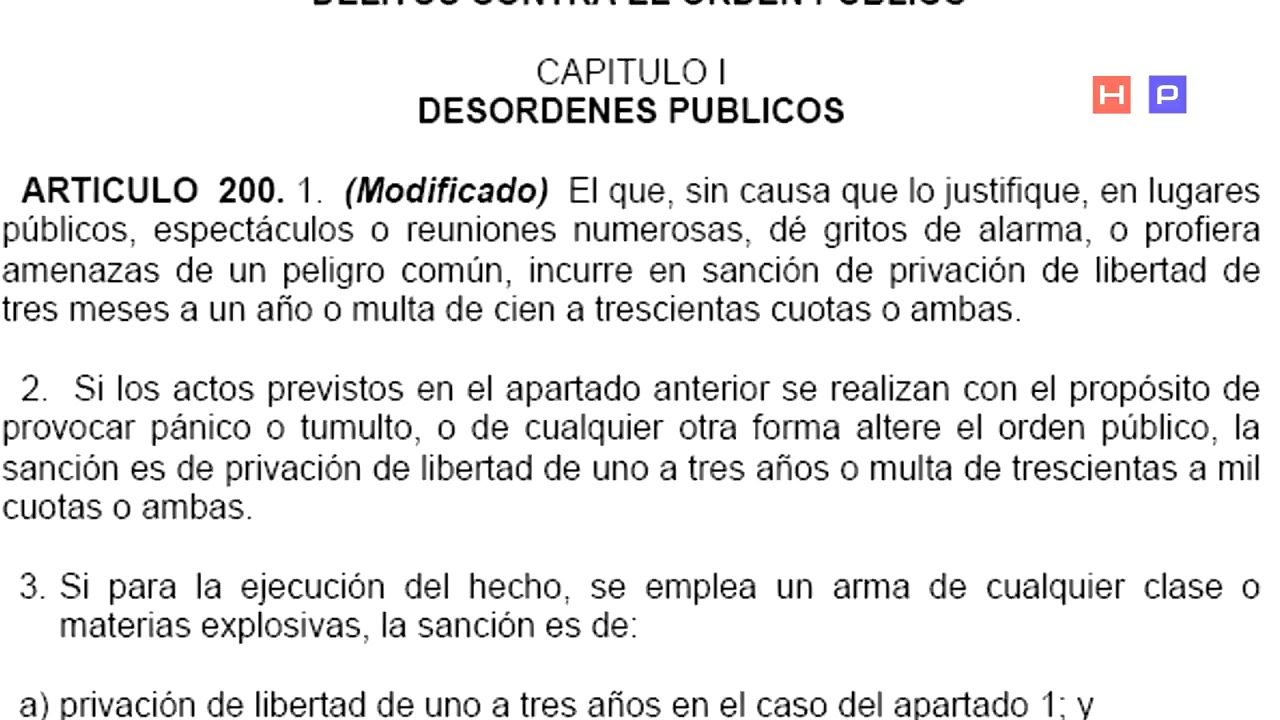 DELITOS CONTRA EL ORDEN PUBLICO
CAPITULO I
DESORDENES PUBLICOS
H P
ARTICULO 200. 1. (Modificado) El que, sin causa que lo justifique, en lugares
públicos, espectáculos o reuniones numerosas, dé gritos de alarma, o profiera
amenazas de un peligro común, incurre en sanción de privación de libertad de
tres meses a un año o multa de cien a trescientas cuotas o ambas.
2. Si los actos previstos en el apartado anterior se realizan con el propósito de
provocar pánico o tumulto, o de cualquier otra forma altere el orden público, la
sanción es de privación de libertad de uno a tres años o multa de trescientas a mil
cuotas o ambas.
3. Si para la ejecución del hecho, se emplea un arma de cualquier clase o
materias explosivas, la sanción es de:
a) privación de libertad de uno a tres años en el caso del apartado 1; y